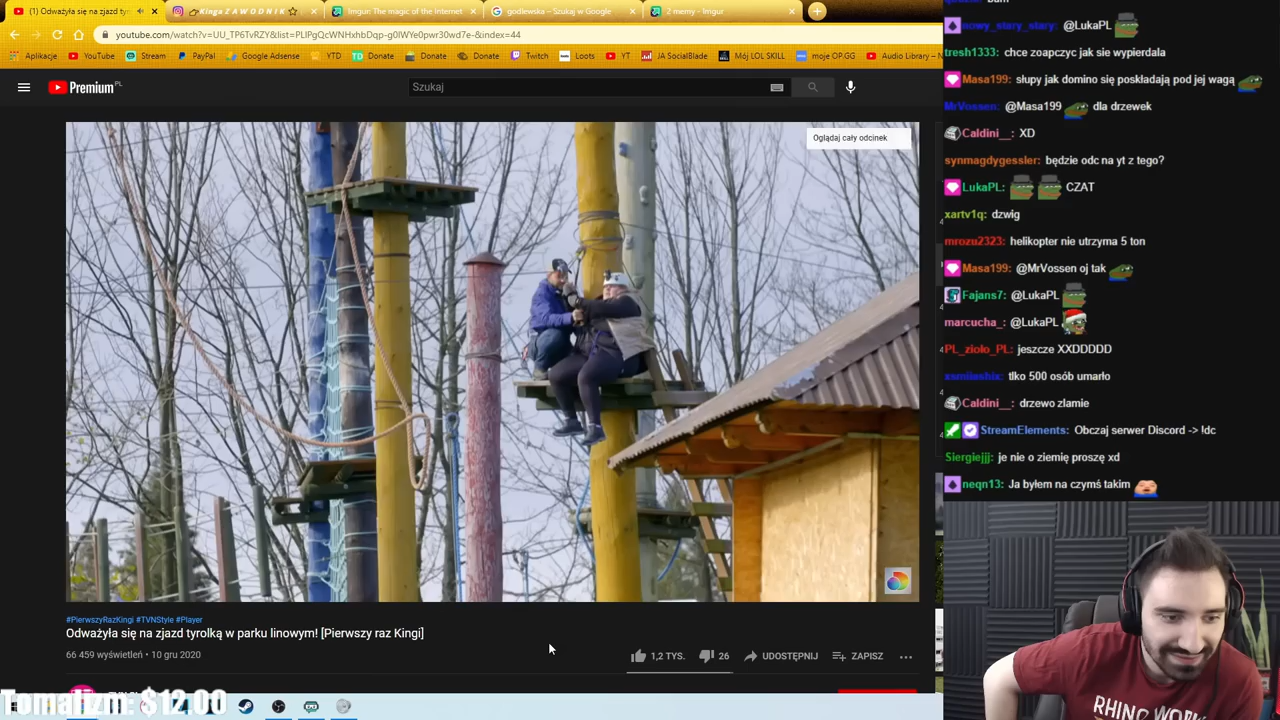 (1) Odważyła się na zjazd ty
Kinga Z A W O D N I K
Imgur: The magic of the Internet
godlewska – Szukaj w Google
2 memy - Imgur
youtube.com/watch?v=UU_TP6TvRZY&list=PLIPgQcWNHxhbDqp-g0IWYe0pwr30wd7e-&index=44
Aplikacje
YouTube
Stream
PayPal
Google Adsense
YTD
Donate
Donate
Donate
Twitch
Loots
YT
JA SocialBlade
Mój LOL SKILL
moje OP.GG
Audio Library –
Premium PL
Szukaj
Oglądaj cały odcinek
#PierwszyRazKingi #TVNStyle #Player
Odważyła się na zjazd tyrolką w parku linowym! [Pierwszy raz Kingi]
66 459 wyświetleń • 10 gru 2020
1,2 TYS.
26
UDOSTĘPNIJ
ZAPISZ
Tomalizm: $12.00
nowy_stary_stary: @LukaPL
tresh1333: chce zoapczyc jak sie wypierdala
Masa199: słupy jak domino się poskładają pod jej wagą
MrVossen: @Masa199 dla drzewek
Caldini__: XD
synmagdygessler: będzie odc na yt z tego?
LukaPL: CZAT
xartv1q: dzwig
mrozu2323: helikopter nie utrzyma 5 ton
Masa199: @MrVossen oj tak
Fajans7: @LukaPL
marcucha_: @LukaPL
PL_zioło_PL: jeszcze XXDDDDD
tlko 500 osób umarło
Caldini__: drzewo zlamie
StreamElements: Obczaj serwer Discord -> !dc
Siergiejjj: je nie o ziemię proszę xd
neqn13: Ja byłem na czymś takim
RHINO WORK